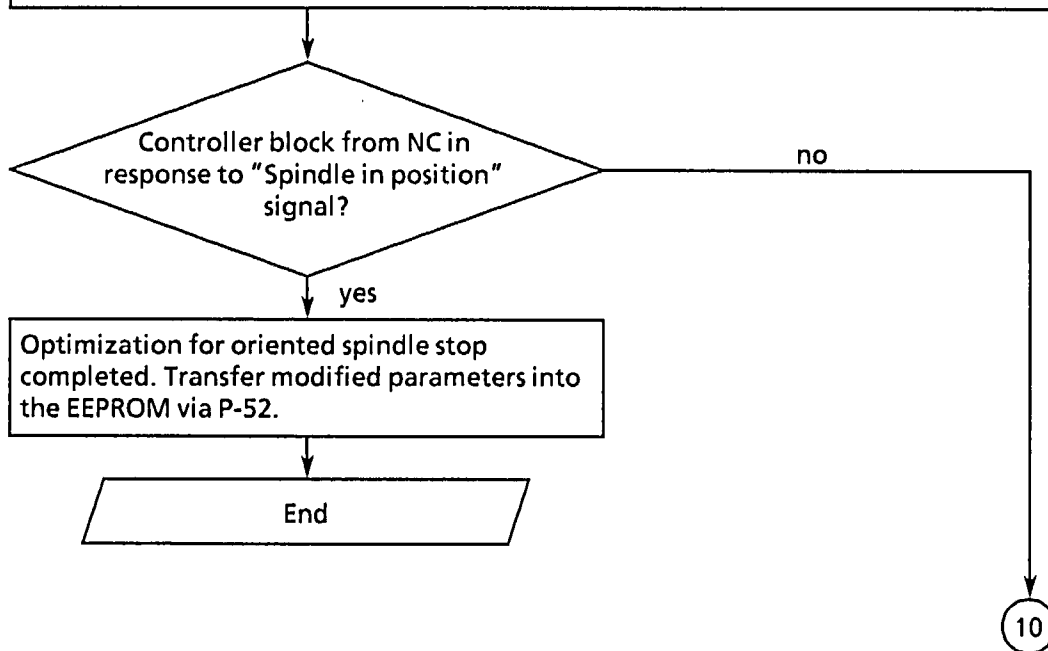 Controller block from NC in
response to "Spindle in position"
signal?
no
yes
Optimization for oriented spindle stop
completed. Transfer modified parameters into
the EEPROM via P-52.
End
10